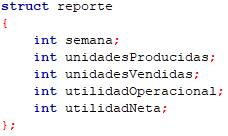 struct reporte
{
int semana;
int unidadesProducidas;
int unidadesVendidas;
int utilidadOperacional;
int utilidadNeta;
};